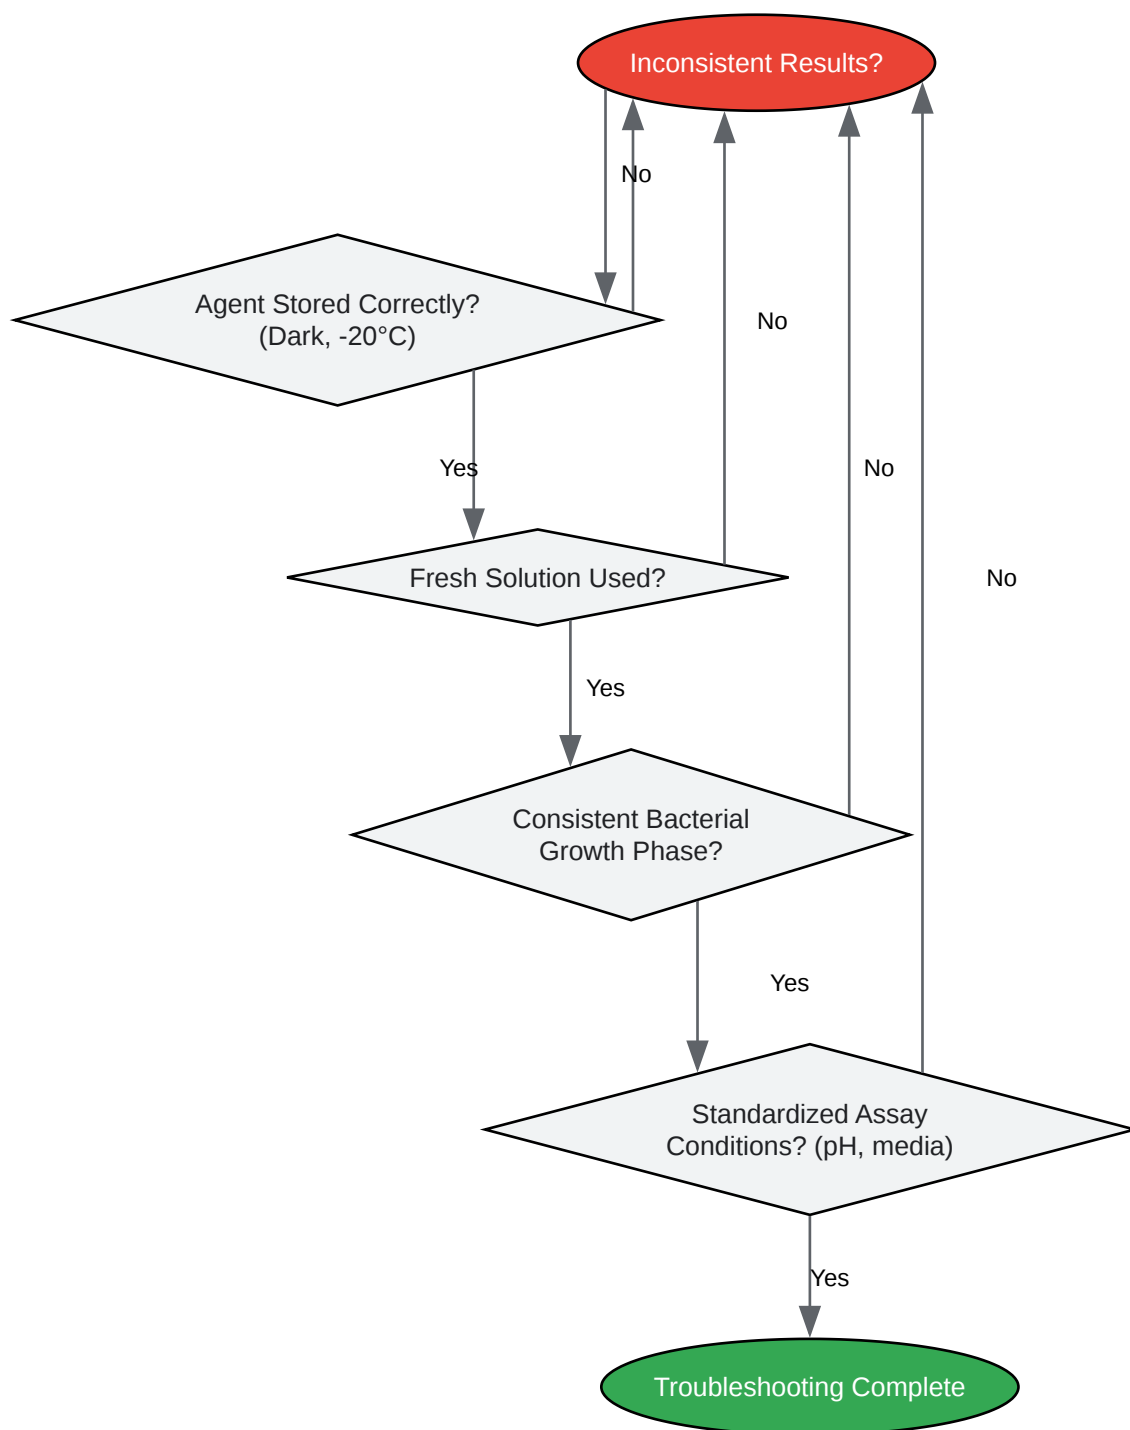 Inconsistent Results?
No
Agent Stored Correctly?
(Dark, -20°C)
No
Yes
No
Fresh Solution Used?
No
Yes
Consistent Bacterial
Growth Phase?
Yes
Standardized Assay
Conditions? (pH, media)
Yes
Troubleshooting Complete